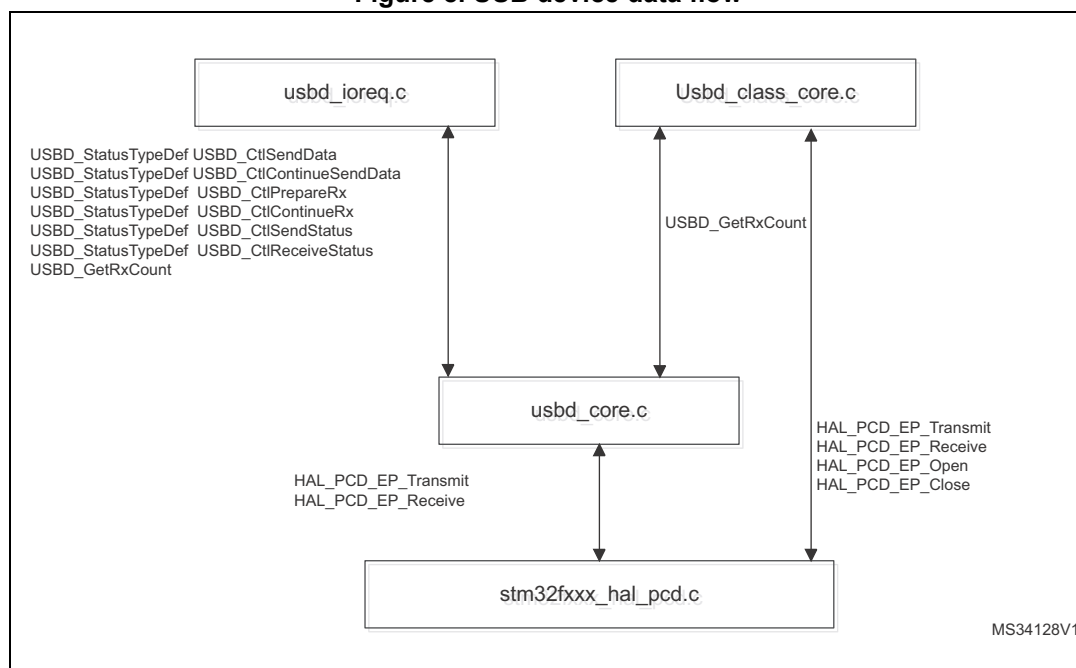 Figure 3. USB device data flow
usbd_ioreq.c
Usbd_class_core.c
USBD_StatusTypeDef USBD_CtlSendData
USBD_StatusTypeDef USBD_CtlContinueSendData
USBD_StatusTypeDef USBD_CtlPrepareRx
USBD_StatusTypeDef USBD_CtlContinueRx
USBD_StatusTypeDef USBD_CtlSendStatus
USBD_StatusTypeDef USBD_CtlReceiveStatus
USBD_GetRxCount
USBD_GetRxCount
usbd_core.c
HAL_PCD_EP_Transmit
HAL_PCD_EP_Receive
HAL_PCD_EP_Transmit
HAL_PCD_EP_Receive
HAL_PCD_EP_Open
HAL_PCD_EP_Close
stm32fxxx_hal_pcd.c
MS34128V1